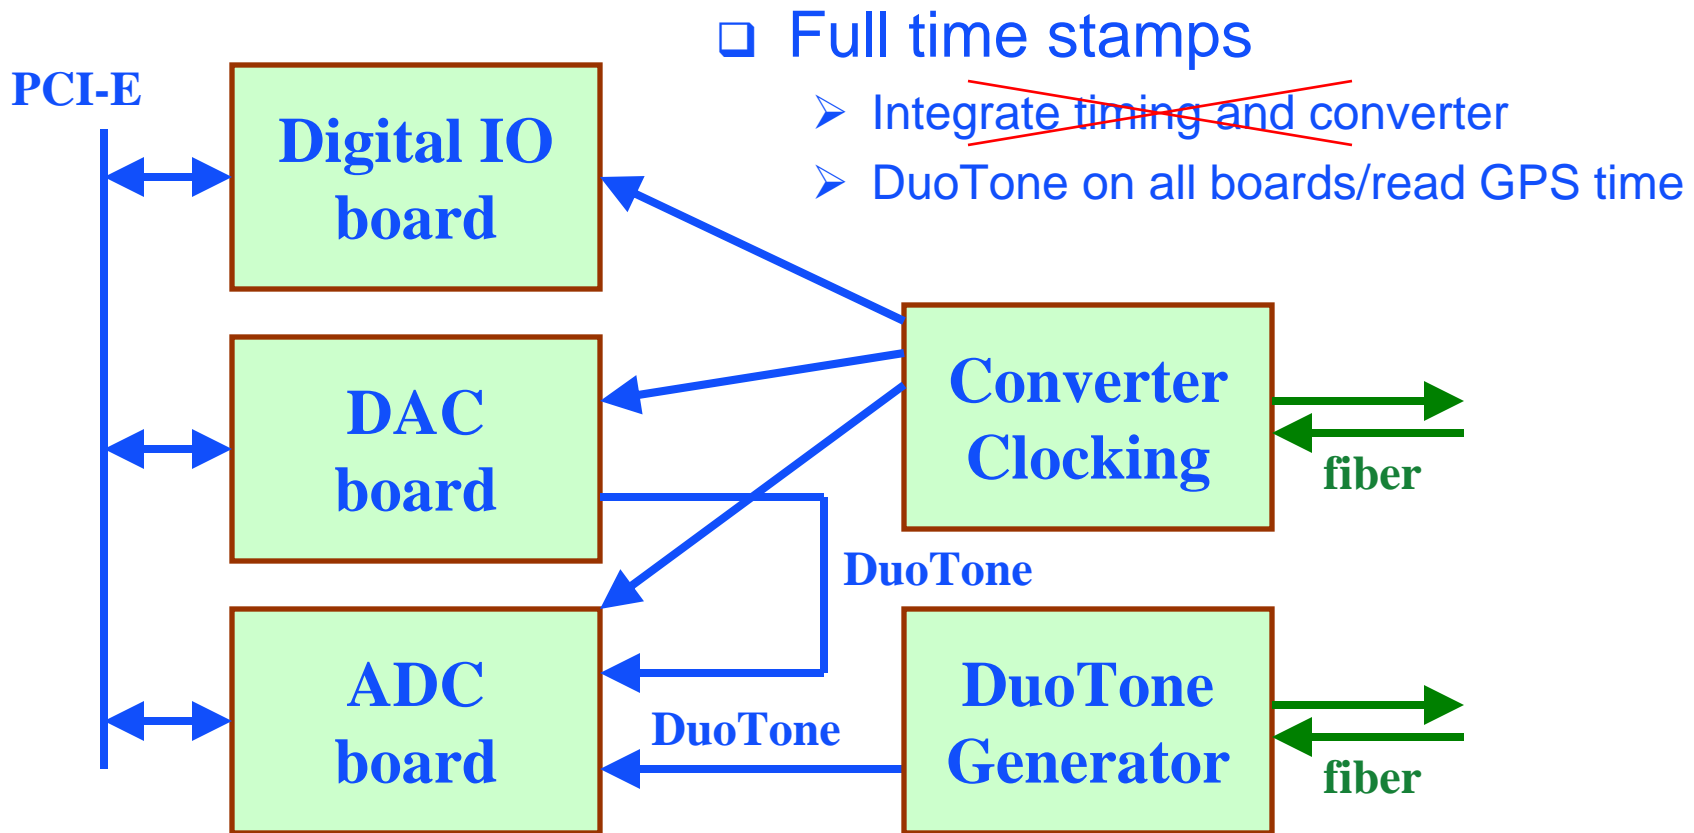 Full time stamps
Integrate timing and converter
DuoTone on all boards/read GPS time
PCI-E
Digital IO
board
DAC
board
ADC
board
Converter
Clocking
fiber
DuoTone
DuoTone
DuoTone
Generator
fiber